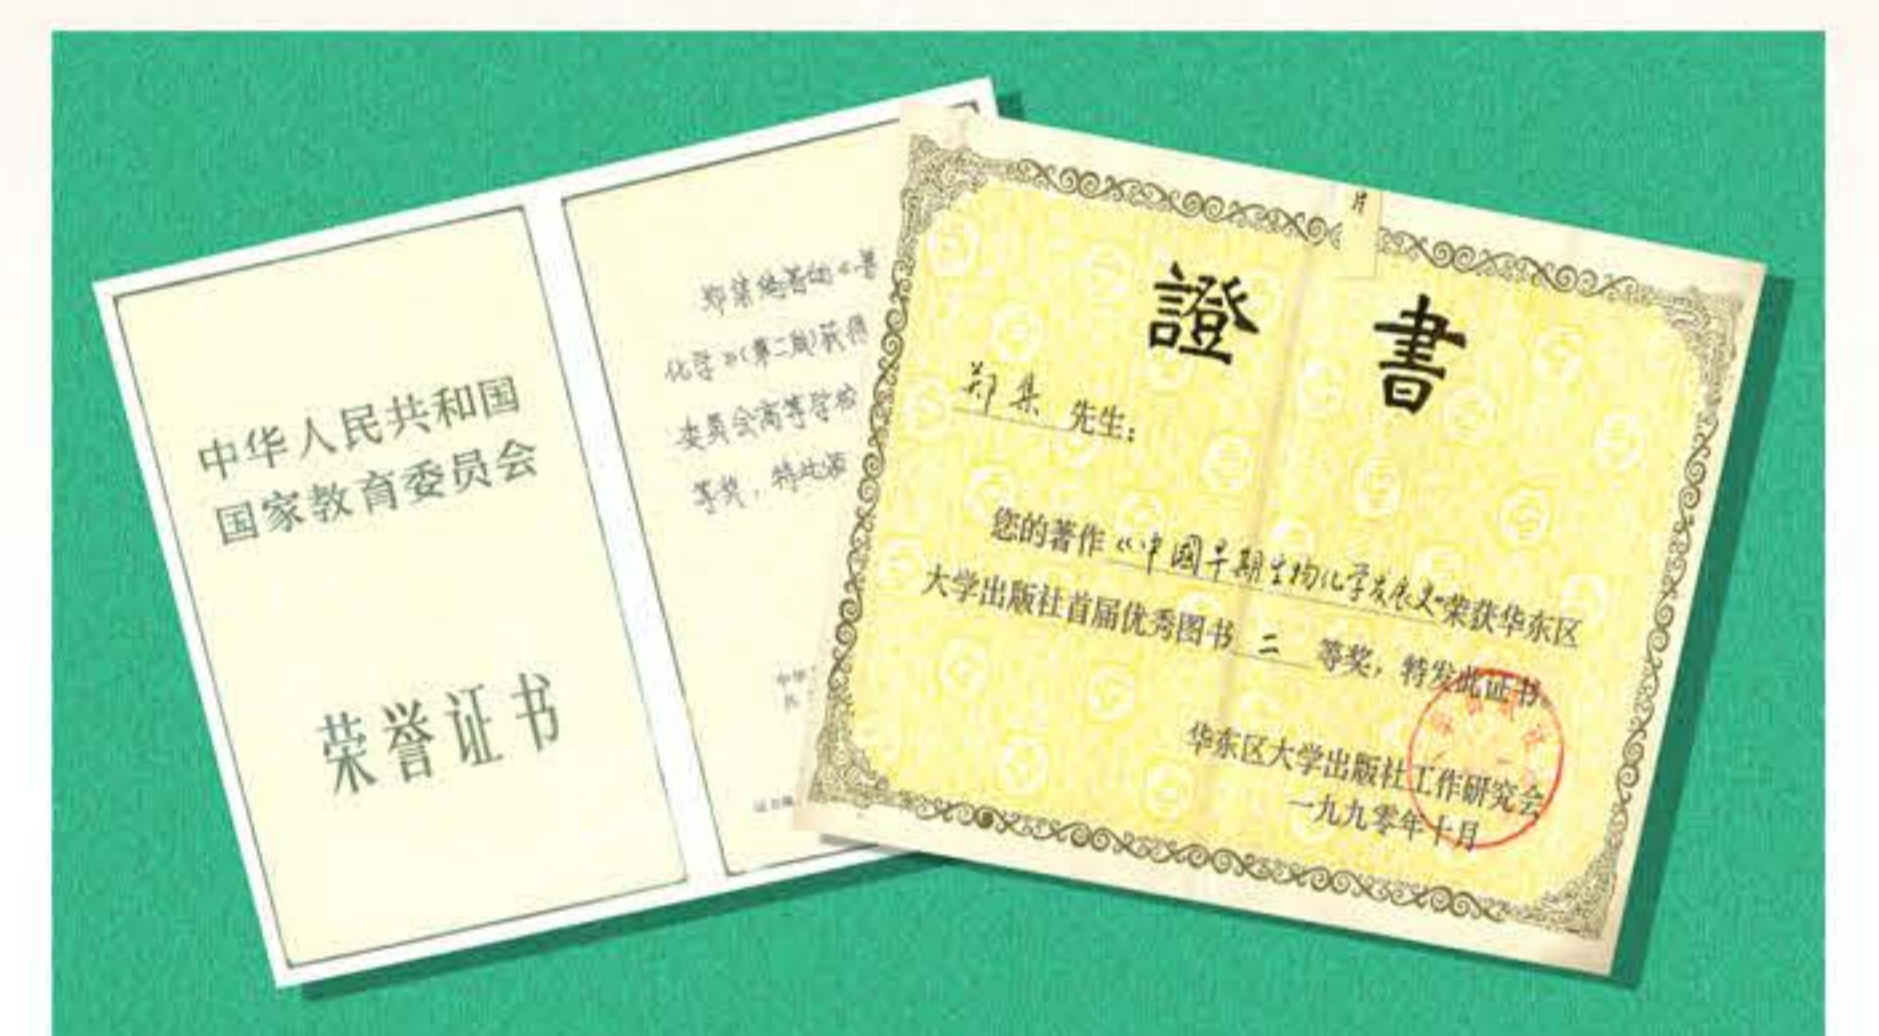 中华人民共和国
国家教育委员会
荣誉证书
郑集编著的《普
化学》(第二版)获得
委员会高等学校
等奖,特此颁
中华
月
證書
郑集 先生:
您的著作《中國早期生物化学发展史》荣获华东区
大学出版社首届优秀图书 二 等奖,特发此证书。
华东区大学出版社工作研究会
一九九零年十月